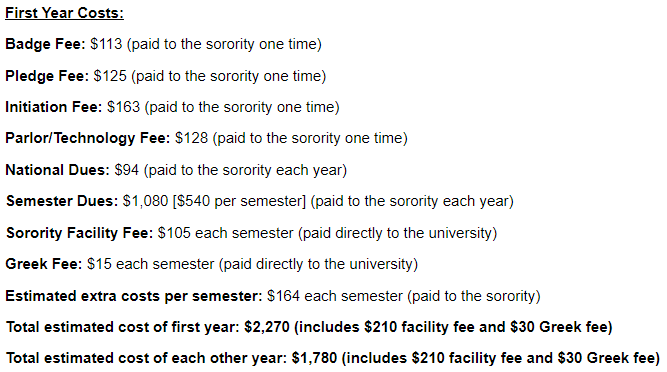 First Year Costs:
Badge Fee: $113 (paid to the sorority one time)
Pledge Fee: $125 (paid to the sorority one time)
Initiation Fee: $163 (paid to the sorority one time)
Parlor/Technology Fee: $128 (paid to the sorority one time)
National Dues: $94 (paid to the sorority each year)
Semester Dues: $1,080 [$540 per semester] (paid to the sorority each year)
Sorority Facility Fee: $105 each semester (paid directly to the university)
Greek Fee: $15 each semester (paid directly to the university)
Estimated extra costs per semester: $164 each semester (paid to the sorority)
Total estimated cost of first year: $2,270 (includes $210 facility fee and $30 Greek fee)
Total estimated cost of each other year: $1,780 (includes $210 facility fee and $30 Greek fee)